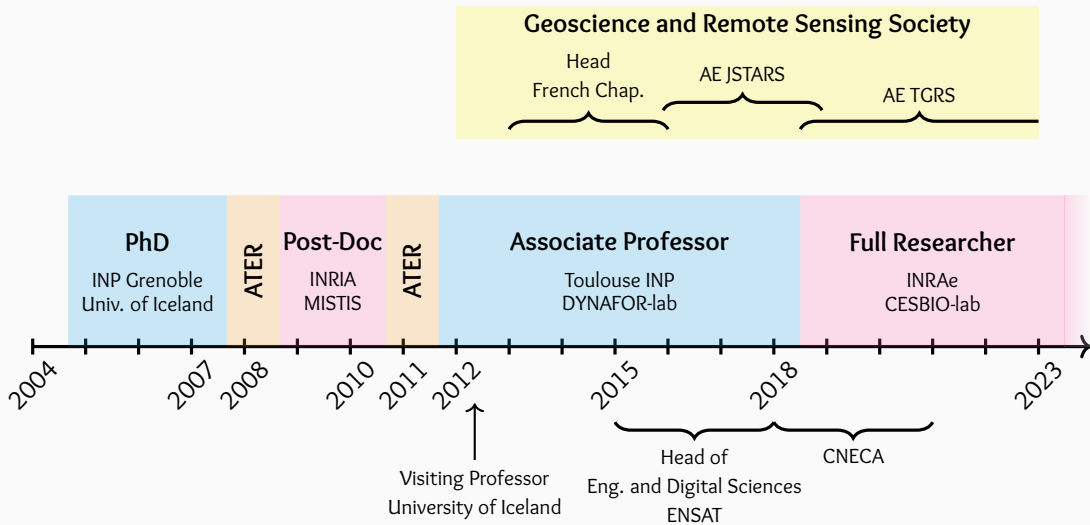 Geoscience and Remote Sensing Society
Head
French Chap.
AE JSTARS
AE TGRS
PhD
INP Grenoble
Univ. of Iceland
ATER
Post-Doc
INRIA
MISTIS
ATER
Associate Professor
Toulouse INP
DYNAFOR-lab
Full Researcher
INRAe
CESBIO-lab
2004
2007
2008
2010
2011
2012
2015
2018
2023
Visiting Professor
University of Iceland
Head of
Eng. and Digital Sciences
ENSAT
CNECA